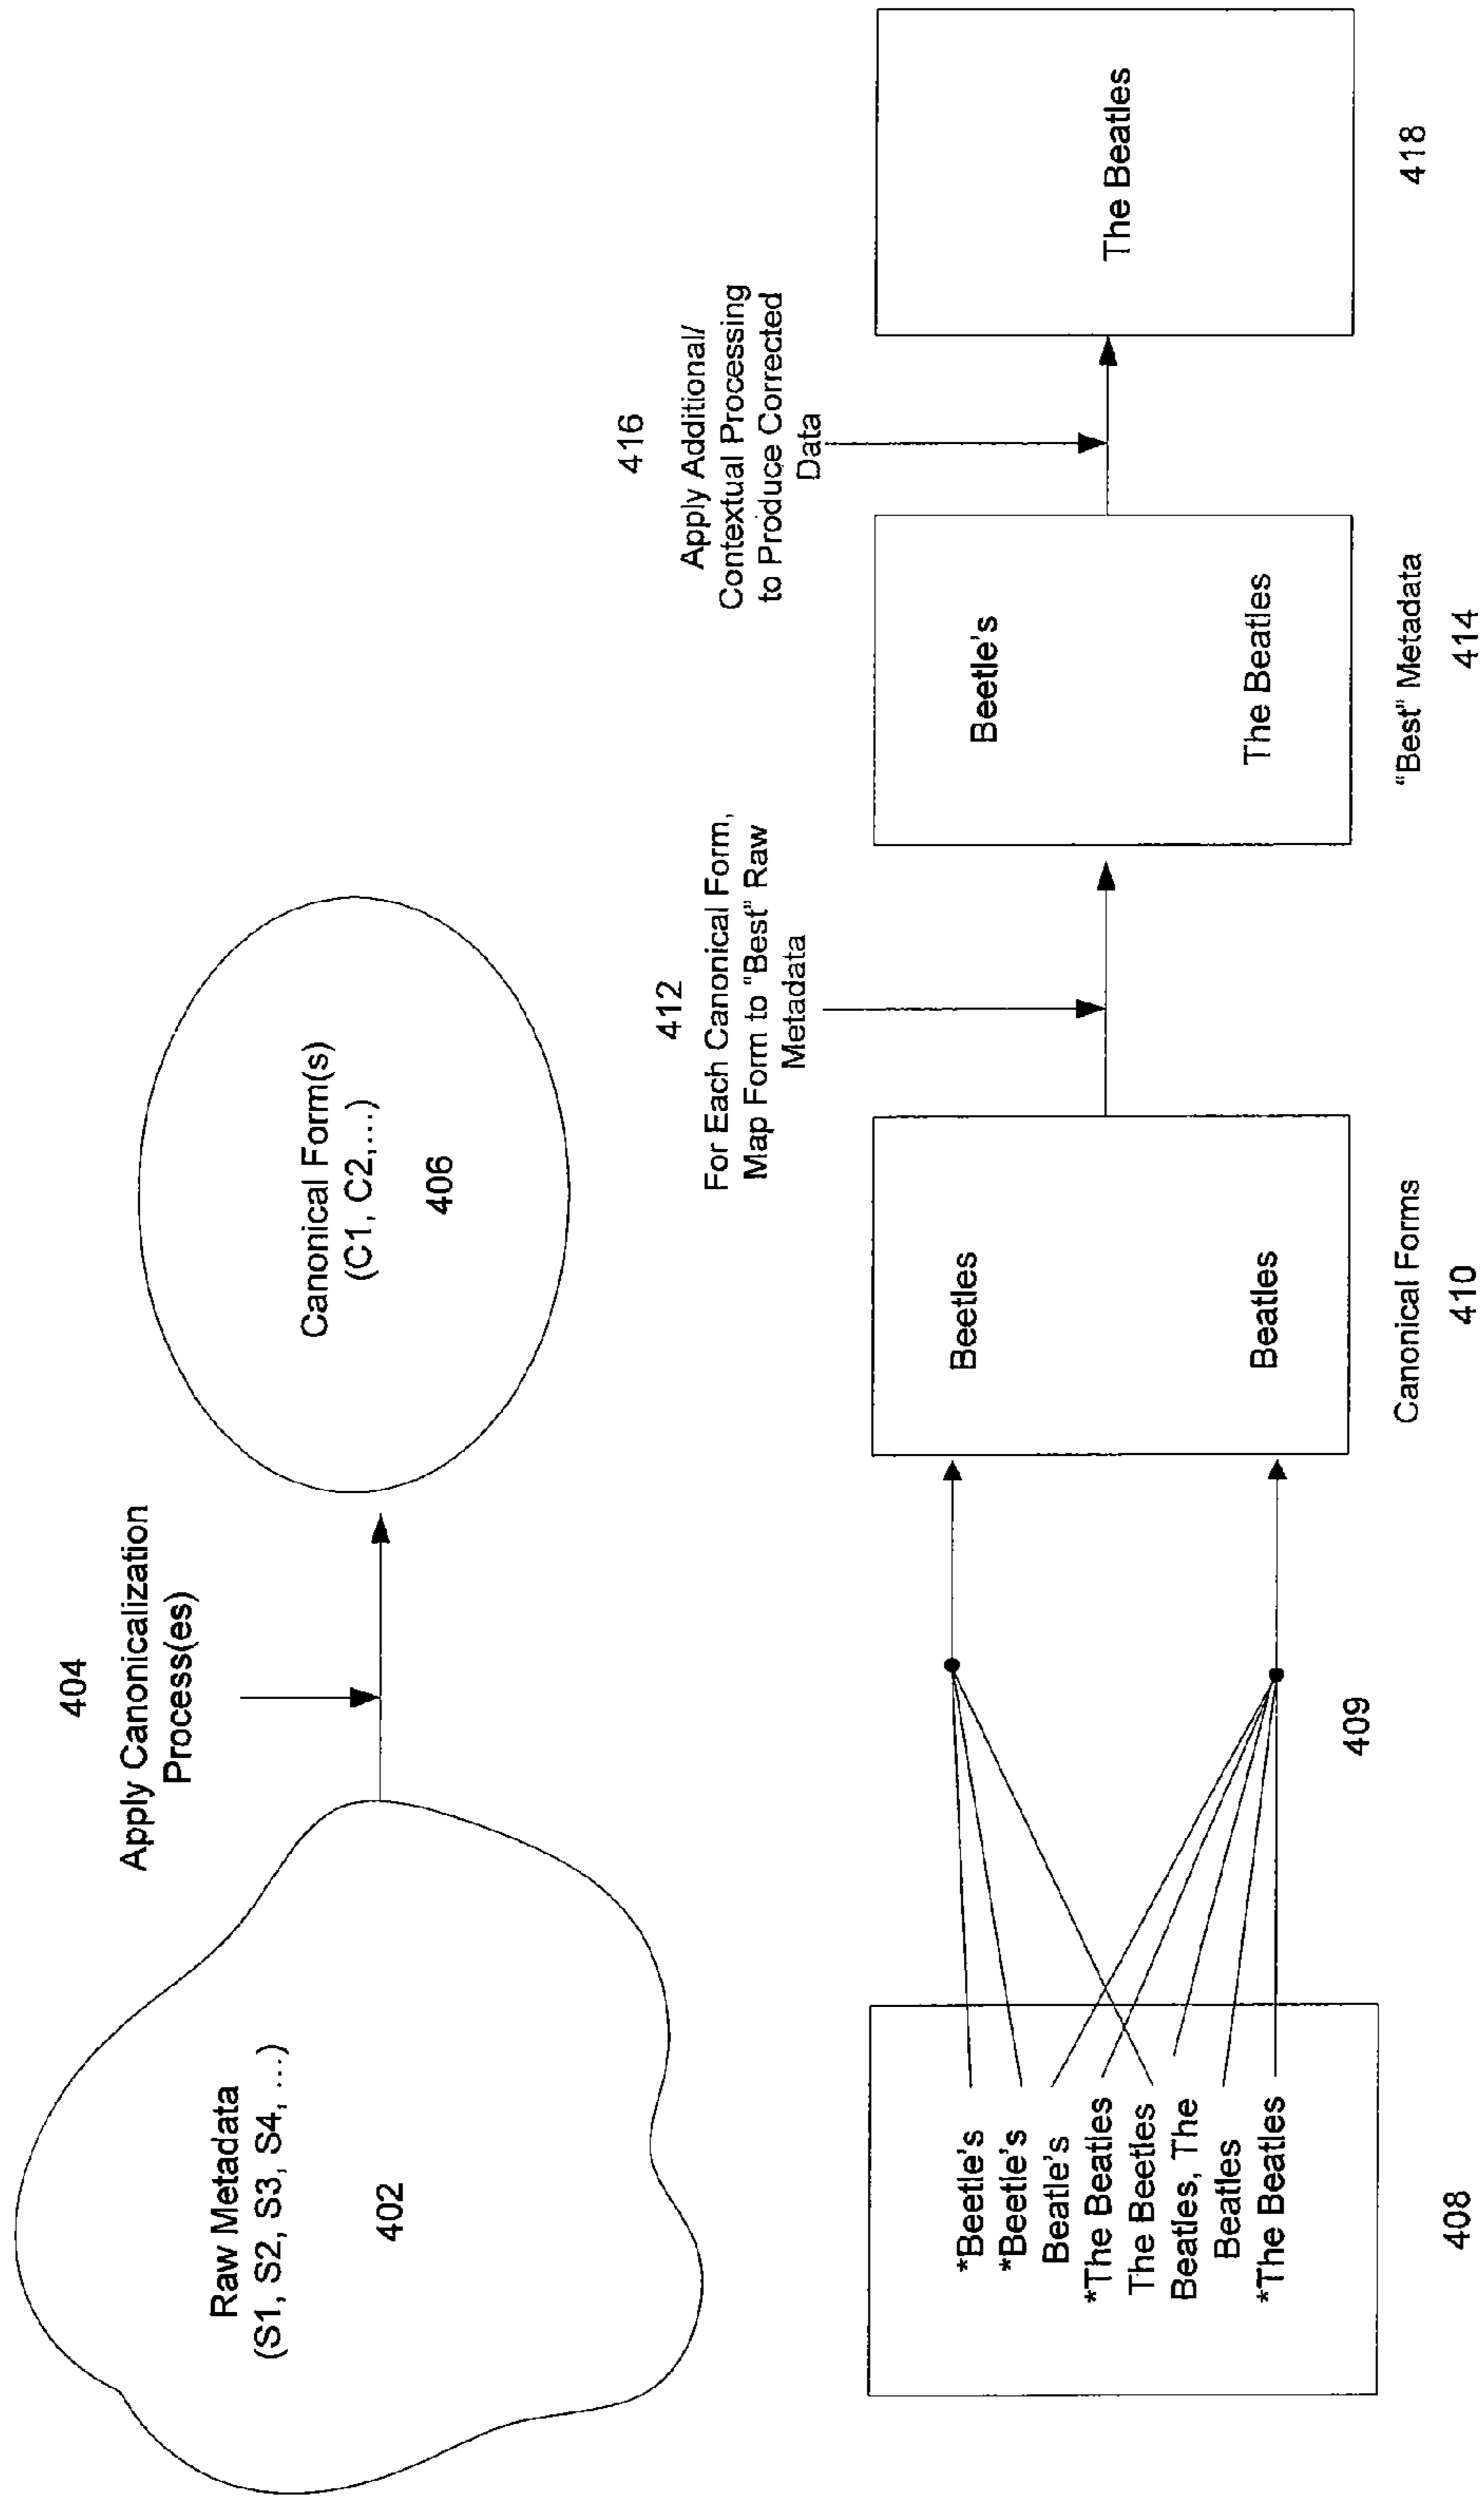 404
Apply Canonicalization
Process(es)
Raw Metadata
(S1, S2, S3, S4, ...)
402
Canonical Form(s)
(C1, C2,...)
406
412
For Each Canonical Form,
Map Form to "Best" Raw
Metadata
416
Apply Additional/
Contextual Processing
to Produce Corrected
Data
*Beetle's
*Beetle's
Beatle's
*The Beatles
The Beetles
Beatles, The
Beatles
*The Beatles
408
409
Beetles
Beatles
Canonical Forms
410
Beetle's
The Beatles
"Best" Metadata
414
The Beatles
418